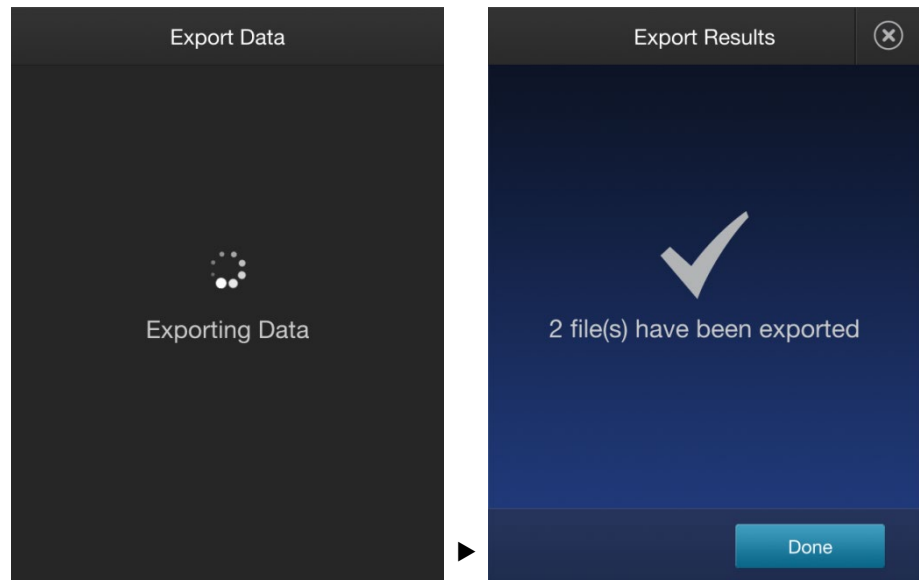 Export Data
Exporting Data
Export Results
2 file(s) have been exported
Done